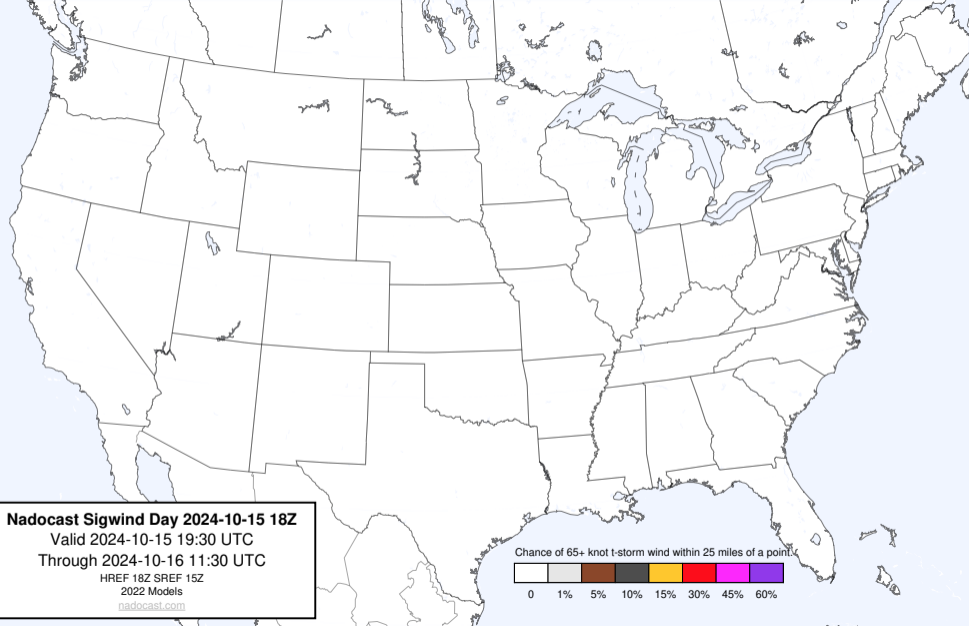 Nadocast Sigwind Day 2024-10-15 18Z
Valid 2024-10-15 19:30 UTC
Through 2024-10-16 11:30 UTC
HREF 18Z SREF 15Z
2022 Models
nadocast.com
Chance of 65+ knot t-storm wind within 25 miles of a point.
0 1% 5% 10% 15% 30% 45% 60%